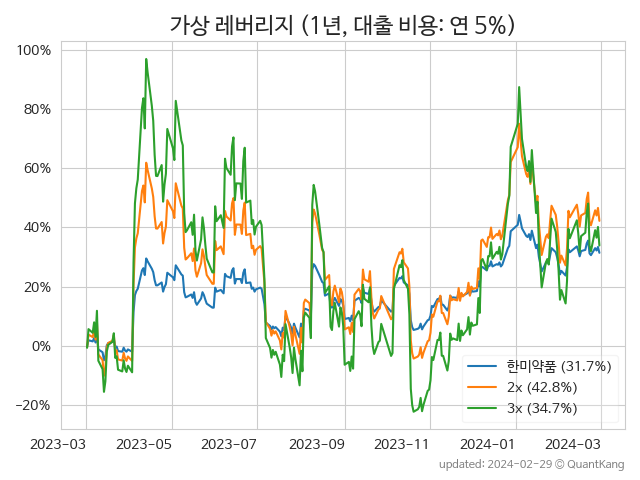 가상 레버리지 (1년, 대출 비용: 연 5%)
100%
80%
60%
40%
20%
0%
−20%
2023-03
2023-05
2023-07
2023-09
2023-11
2024-01
2024-03
한미약품 (31.7%)
2x (42.8%)
3x (34.7%)
updated: 2024-02-29 ⓒ QuantKang